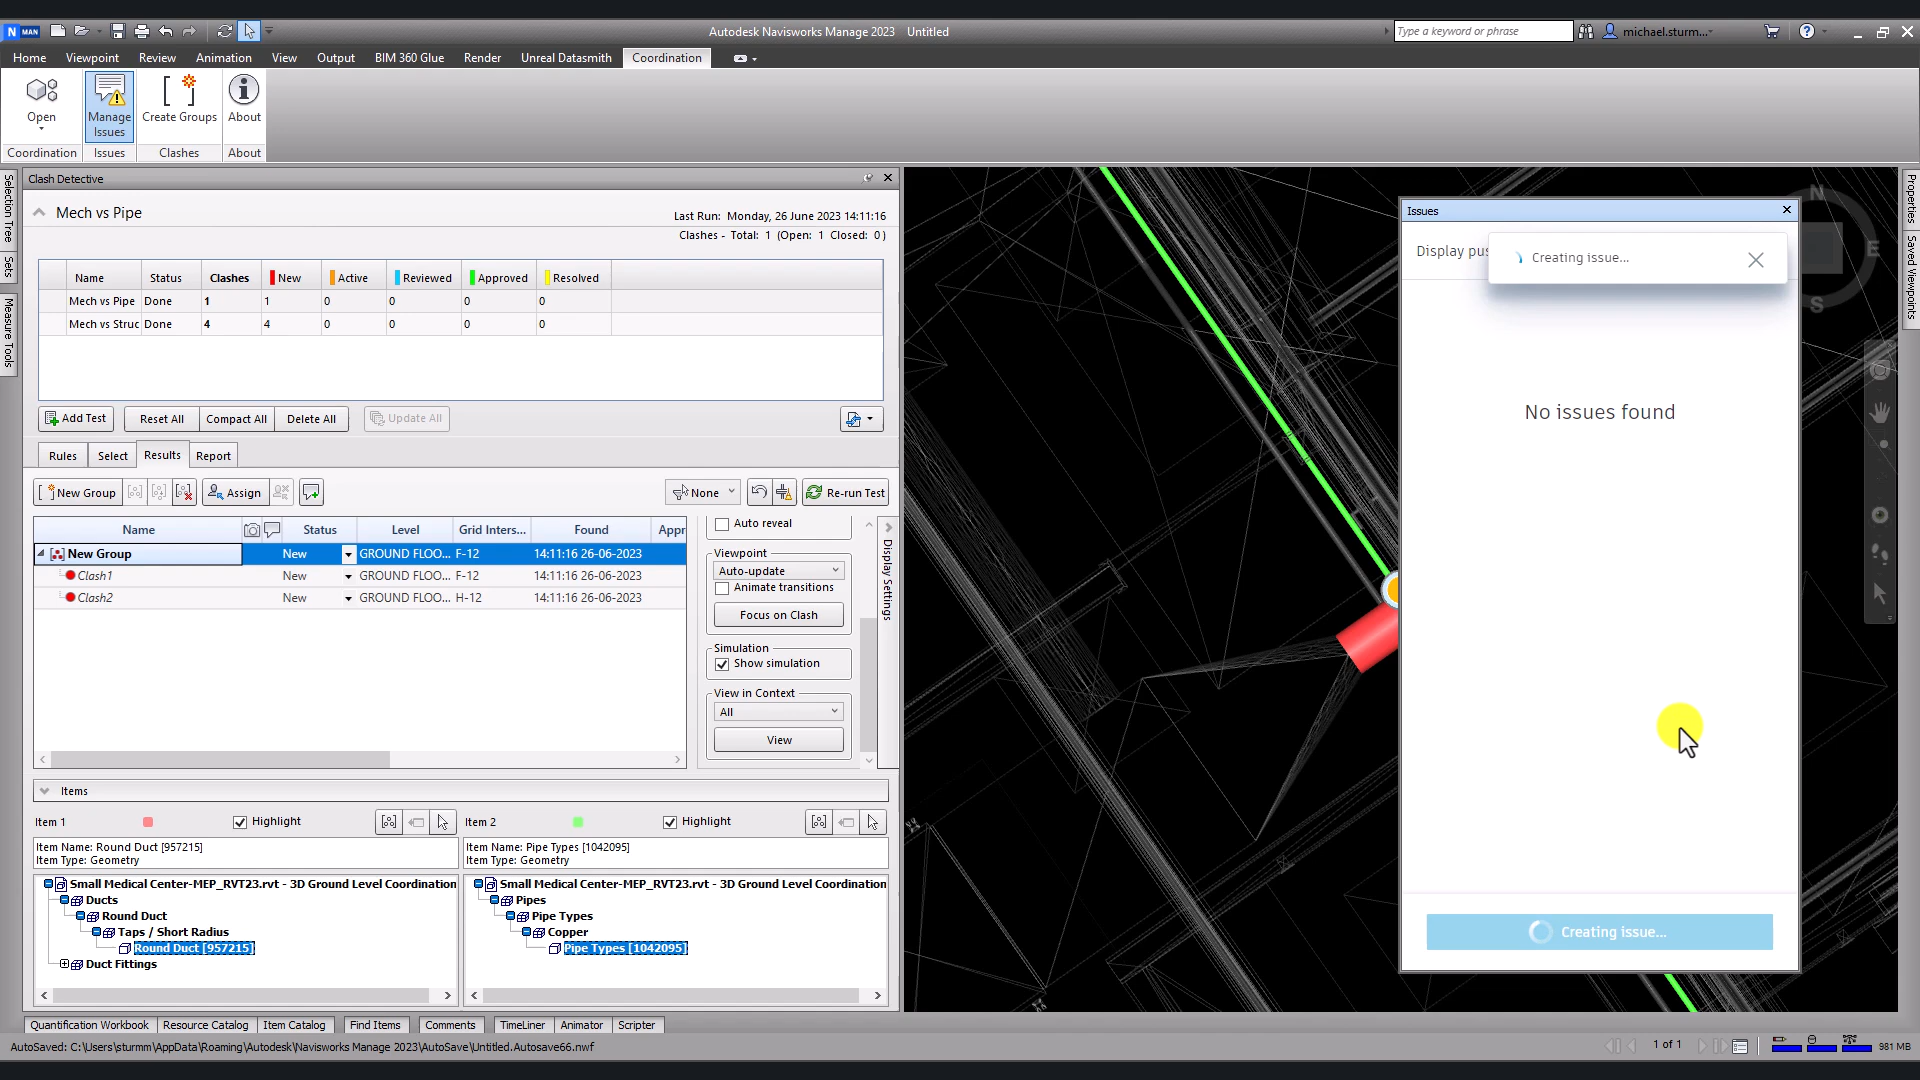 N MAN
Autodesk Navisworks Manage 2023 Untitled
Type a keyword or phrase
michael.sturm...
Home Viewpoint Review Animation View Output BIM 360 Glue Render Unreal Datasmith Coordination
Open
Manage Issues
Create Groups
About
Coordination Issues Clashes About
Selection Tree
Sets
Measure Tools
Clash Detective
Mech vs Pipe
Last Run: Monday, 26 June 2023 14:11:16
Clashes - Total: 1 (Open: 1 Closed: 0)
Name Status Clashes New Active Reviewed Approved Resolved
Mech vs Pipe Done 1 1 0 0 0 0
Mech vs Struc Done 4 4 0 0 0 0
Add Test Reset All Compact All Delete All Update All
Rules Select Results Report
New Group Assign None Re-run Test
Name Status Level Grid Inters... Found Appr
New Group New GROUND FLOO... F-12 14:11:16 26-06-2023
Clash1 New GROUND FLOO... F-12 14:11:16 26-06-2023
Clash2 New GROUND FLOO... H-12 14:11:16 26-06-2023
Auto reveal
Viewpoint
Auto-update
Animate transitions
Focus on Clash
Simulation
Show simulation
View in Context
All
View
Display Settings
Items
Item 1 Highlight
Item Name: Round Duct [957215]
Item Type: Geometry
Small Medical Center-MEP_RVT23.rvt - 3D Ground Level Coordination
Ducts
Round Duct
Taps / Short Radius
Round Duct [957215]
Duct Fittings
Item 2 Highlight
Item Name: Pipe Types [1042095]
Item Type: Geometry
Small Medical Center-MEP_RVT23.rvt - 3D Ground Level Coordination
Pipes
Pipe Types
Copper
Pipe Types [1042095]
Issues
Display pus
Creating issue...
No issues found
Creating issue...
N
E
S
Properties
Saved Viewpoints
Quantification Workbook Resource Catalog Item Catalog Find Items Comments TimeLiner Animator Scripter
AutoSaved: C:\Users\sturmm\AppData\Roaming\Autodesk\Navisworks Manage 2023\AutoSave\Untitled.Autosave66.nwf
1 of 1
981 MB